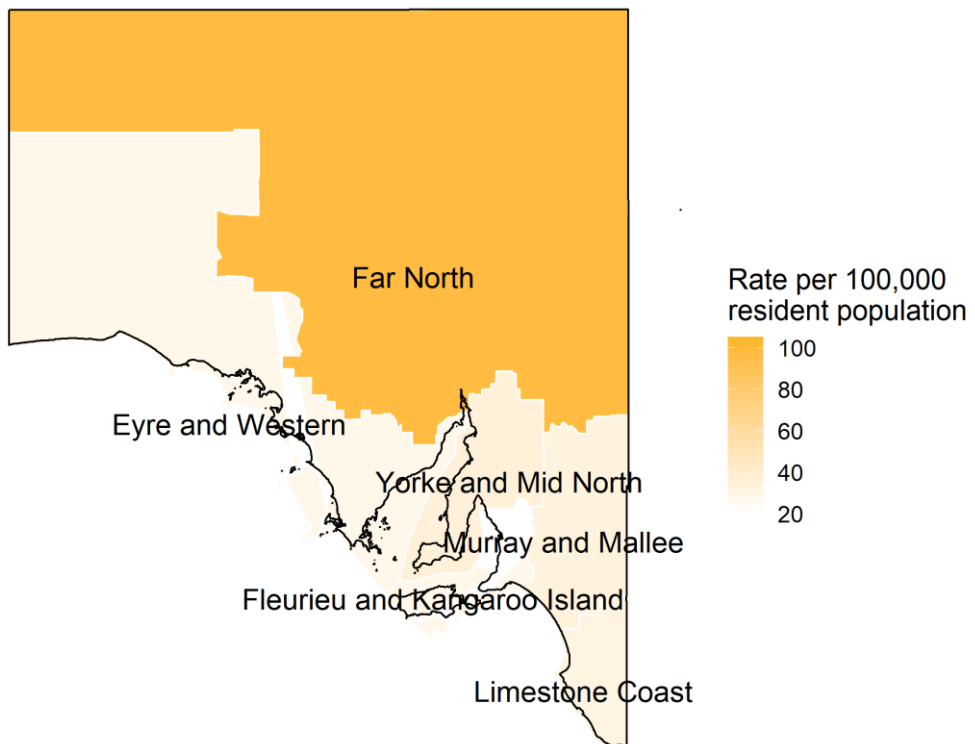 Far North
Rate per 100,000
resident population
100
80
60
40
20
Eyre and Western
Yorke and Mid North
Murray and Mallee
Fleurieu and Kangaroo Island
Limestone Coast